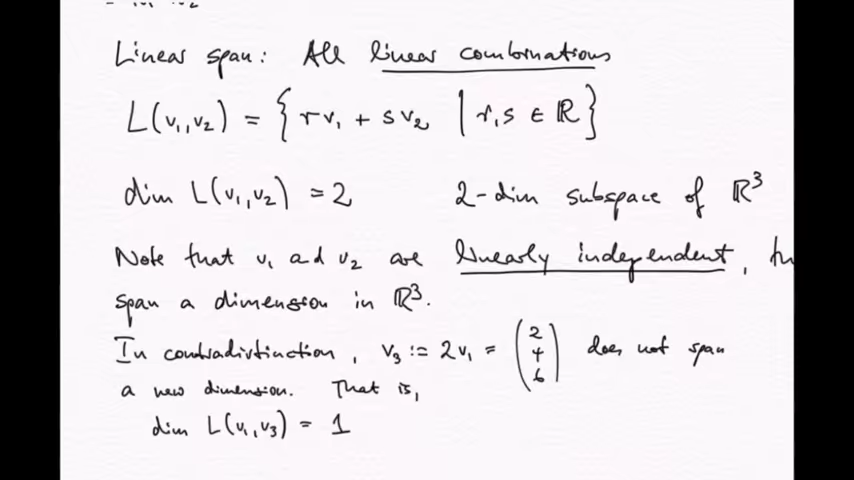 Linear span: All linear combinations
L(v₁,v₂) = { r v₁ + s v₂ | r,s ∈ ℝ }
dim L(v₁,v₂) = 2 2-dim subspace of ℝ³
Note that v₁ and v₂ are linearly independent,
span a dimension in ℝ³.
In contradistinction, v₃ := 2v₁ = (2 4 6) does not span
a new dimension. That is,
dim L(v₁,v₃) = 1